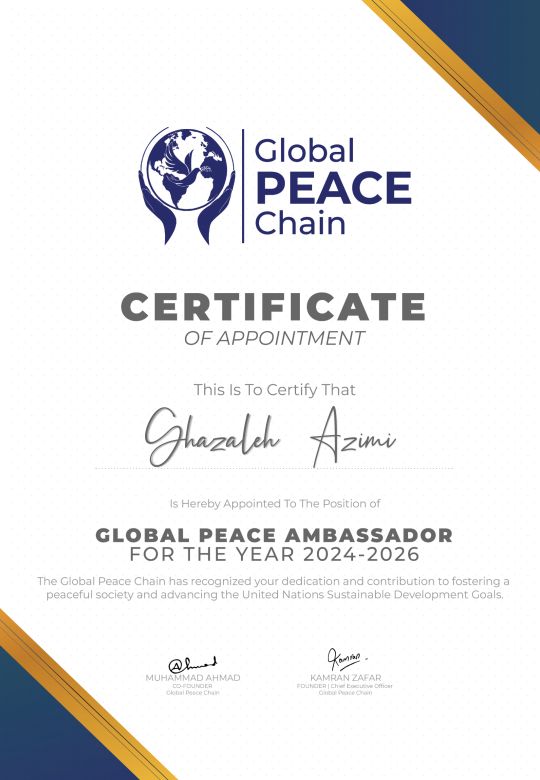 Global
PEACE
Chain
CERTIFICATE
OF APPOINTMENT
This Is To Certify That
Ghazaleh Azimi
Is Hereby Appointed To The Position of
GLOBAL PEACE AMBASSADOR
FOR THE YEAR 2024-2026
The Global Peace Chain has recognized your dedication and contribution to fostering a
peaceful society and advancing the United Nations Sustainable Development Goals.
Ahmad
MUHAMMAD AHMAD
CO-FOUNDER
Global Peace Chain
Kamran
KAMRAN ZAFAR
FOUNDER | Chief Executive Officer
Global Peace Chain